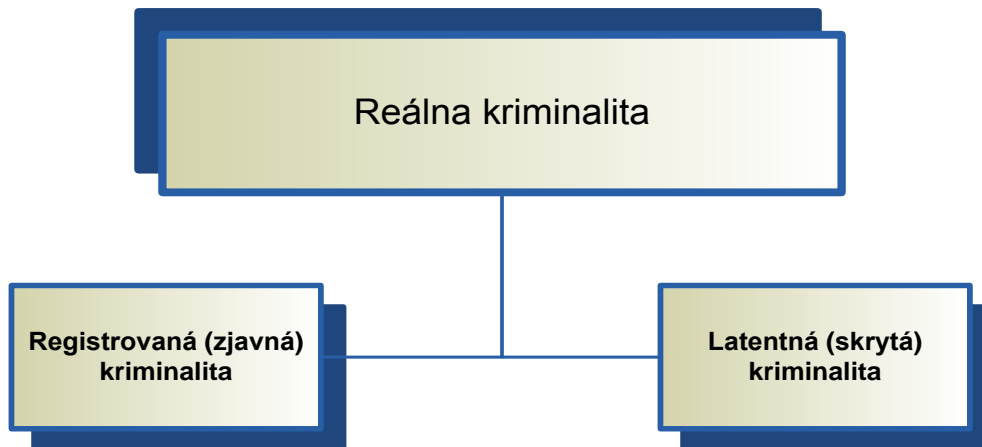 Reálna kriminalita
Registrovaná (zjavná)
kriminalita
Latentná (skrytá)
kriminalita